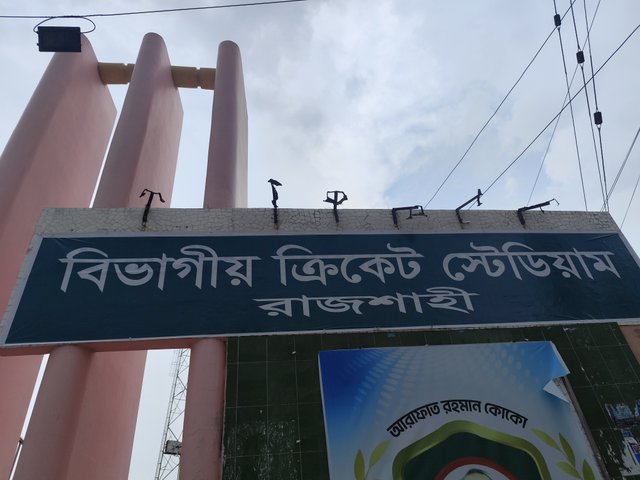 বিভাগীয় ক্রিকেট স্টেডিয়াম
রাজশাহী
আরাফাত রহমান কোকো